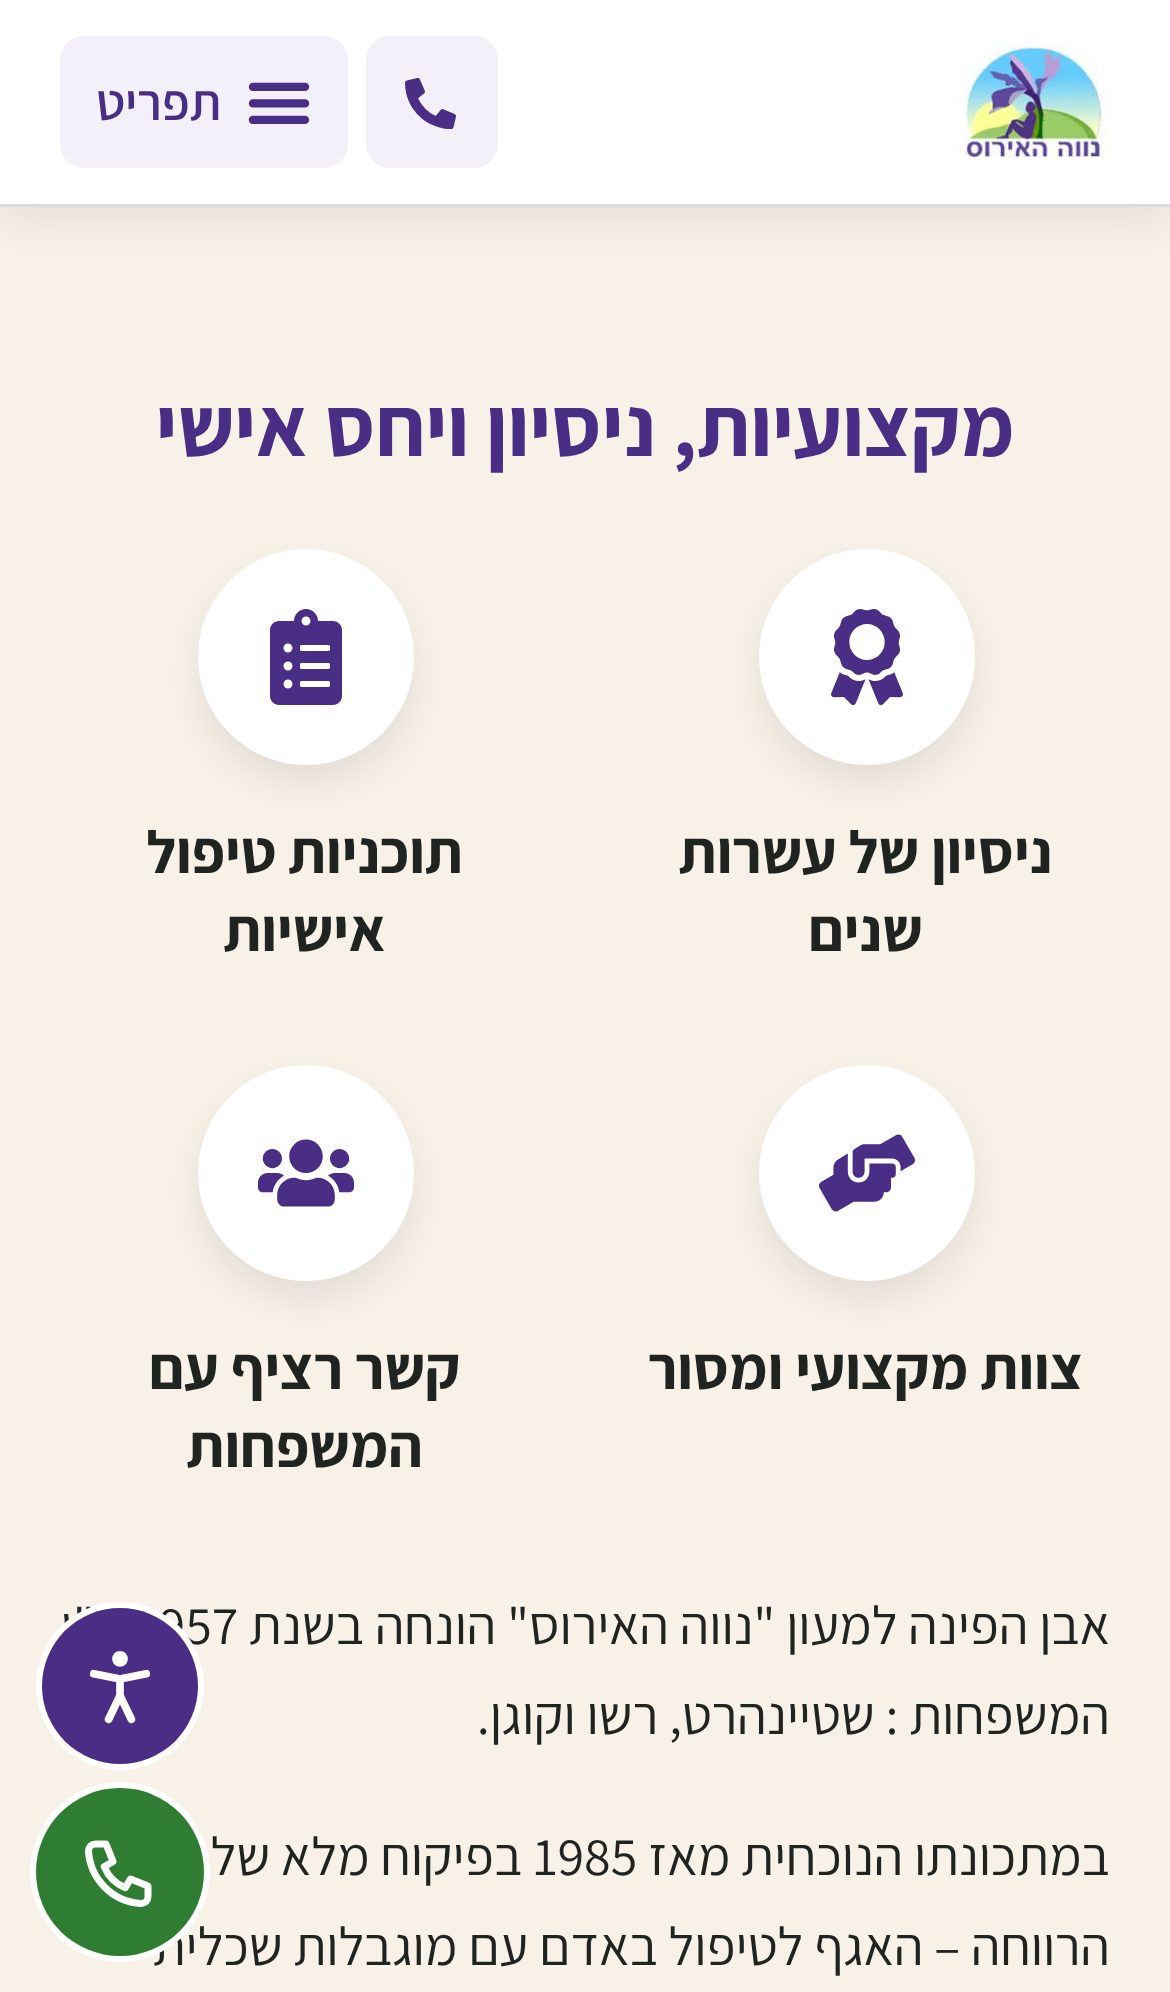 נווה האירוס
תפריט
מקצועיות, ניסיון ויחס אישי
ניסיון של עשרות
שנים
תוכניות טיפול
אישיות
צוות מקצועי ומסור
קשר רציף עם
המשפחות
אבן הפינה למעון "נווה האירוס" הונחה בשנת
המשפחות : שטיינהרט, רשו וקוגן.
במתכונתו הנוכחית מאז 1985 בפיקוח מלא של
הרווחה – האגף לטיפול באדם עם מוגבלות שכלית